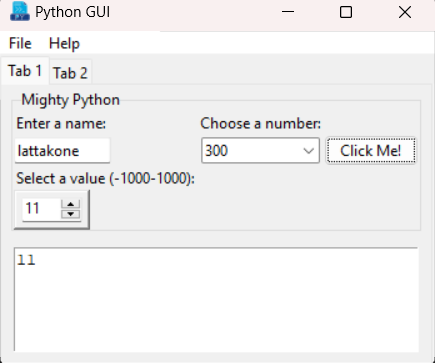 Python GUI
File Help
Tab 1 Tab 2
Mighty Python
Enter a name: Choose a number:
lattakone 300 Click Me!
Select a value (-1000-1000):
11
11